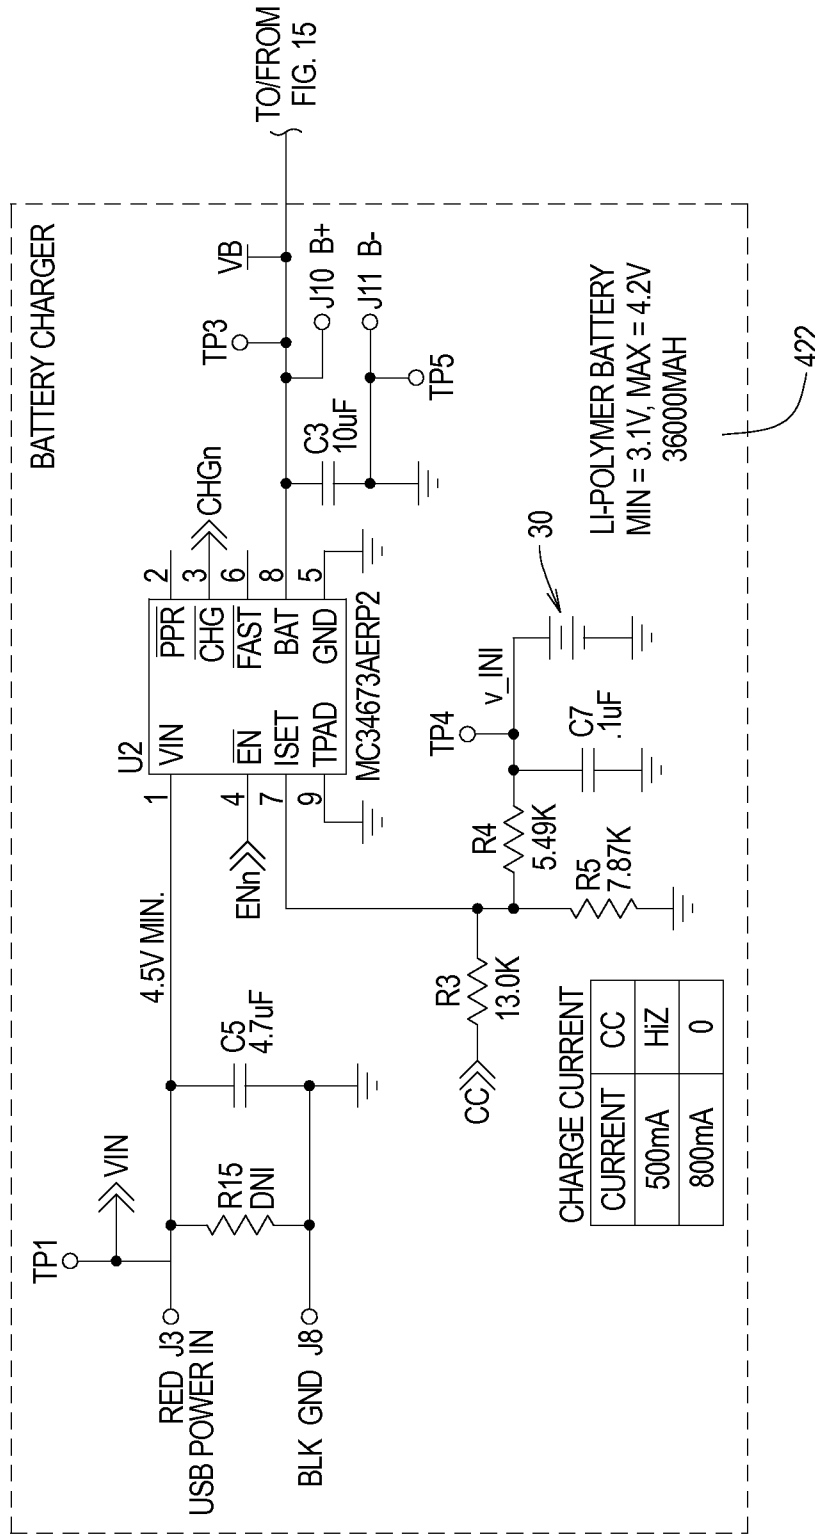 BATTERY CHARGER
TO/FROM
FIG. 15
TP1
VIN
RED J3
USB POWER IN
BLK GND J8
R15
DNI
C5
4.7uF
4.5V MIN.
U2
1
VIN
ENn
4
EN
7
ISET
9
TPAD
PPR
2
CHG
3
CHGn
FAST
6
BAT
8
GND
5
MC34673AERP2
TP3
VB
J10 B+
J11 B-
TP5
C3
10uF
CC
R3
13.0K
R4
5.49K
R5
7.87K
TP4
V_INI
C7
.1uF
30
CHARGE CURRENT
CURRENT CC
500mA HiZ
800mA 0
LI-POLYMER BATTERY
MIN = 3.1V, MAX = 4.2V
36000MAH
422